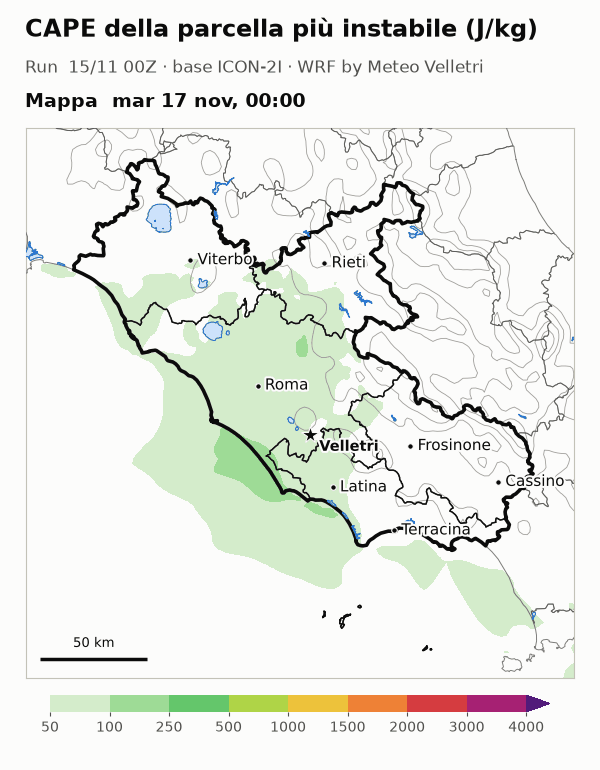 CAPE della parcella più instabile (J/kg)
Run  15/11 00Z · base ICON-2I · WRF by Meteo Velletri
Mappa  mar 17 nov, 00:00
Viterbo
Rieti
Roma
Velletri
Frosinone
Latina
Cassino
Terracina
50 km
50 100 250 500 1000 1500 2000 3000 4000